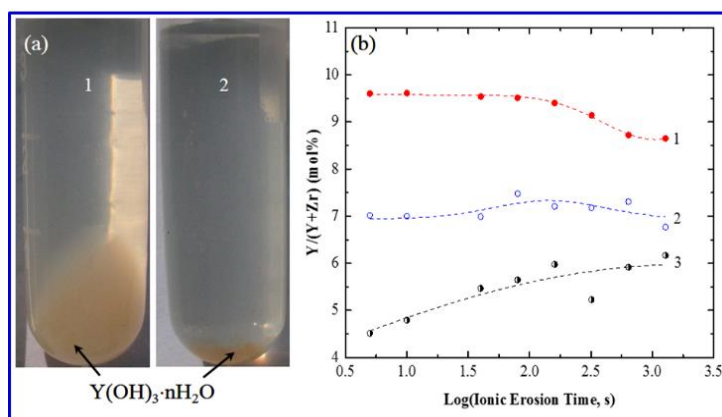 (a)
1
2
Y(OH)₃·nH₂O
(b)
Y/(Y+Zr) (mol%)
11
10
9
8
7
6
5
4
1
2
3
0.5 1.0 1.5 2.0 2.5 3.0 3.5
Log(Ionic Erosion Time, s)